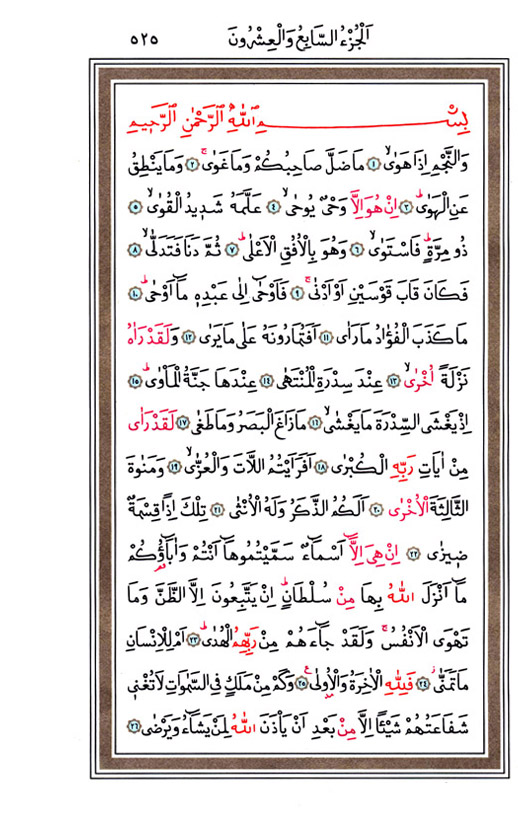 اَلْجُزْءُ السَّابِعُ وَالْعِشْرُونَ ٥٢٥
بِسْمِ اللّٰهِ الرَّحْمٰنِ الرَّحٖيمِ
وَالنَّجْمِ اِذَا هَوٰىۙ ﴿١﴾ مَا ضَلَّ صَاحِبُكُمْ وَمَا غَوٰىۚ ﴿٢﴾ وَمَا يَنْطِقُ
عَنِ الْهَوٰىۜ ﴿٣﴾ اِنْ هُوَ اِلَّا وَحْيٌ يُوحٰىۙ ﴿٤﴾ عَلَّمَهُ شَدٖيدُ الْقُوٰىۙ ﴿٥﴾
ذُو مِرَّةٍۜ فَاسْتَوٰىۙ ﴿٦﴾ وَهُوَ بِالْاُفُقِ الْاَعْلٰىۜ ﴿٧﴾ ثُمَّ دَنَا فَتَدَلّٰىۙ ﴿٨﴾
فَكَانَ قَابَ قَوْسَيْنِ اَوْ اَدْنٰىۚ ﴿٩﴾ فَاَوْحٰٓى اِلٰى عَبْدِهٖ مَٓا اَوْحٰىۜ ﴿١٠﴾
مَا كَذَبَ الْفُؤٰادُ مَا رَاٰى ﴿١١﴾ اَفَتُمَارُونَهُ عَلٰى مَا يَرٰى ﴿١٢﴾ وَلَقَدْ رَاٰهُ
نَزْلَةً اُخْرٰىۙ ﴿١٣﴾ عِنْدَ سِدْرَةِ الْمُنْتَهٰى ﴿١٤﴾ عِنْدَهَا جَنَّةُ الْمَأْوٰىۜ ﴿١٥﴾
اِذْ يَغْشَى السِّدْرَةَ مَا يَغْشٰىۙ ﴿١٦﴾ مَا زَاغَ الْبَصَرُ وَمَا طَغٰى ﴿١٧﴾ لَقَدْ رَاٰى
مِنْ اٰيَاتِ رَبِّهِ الْكُبْرٰى ﴿١٨﴾ اَفَرَاَيْتُمُ اللَّاتَ وَالْعُزّٰىۙ ﴿١٩﴾ وَمَنٰوةَ
الثَّالِثَةَ الْاُخْرٰى ﴿٢٠﴾ اَلَكُمُ الذَّكَرُ وَلَهُ الْاُنْثٰى ﴿٢١﴾ تِلْكَ اِذًا قِسْمَةٌ
ضٖيزٰى ﴿٢٢﴾ اِنْ هِيَ اِلَّٓا اَسْمَٓاءٌ سَمَّيْتُمُوهَٓا اَنْتُمْ وَاٰبَٓاؤُكُمْ
مَٓا اَنْزَلَ اللّٰهُ بِهَا مِنْ سُلْطَانٍۜ اِنْ يَتَّبِعُونَ اِلَّا الظَّنَّ وَمَا
تَهْوَى الْاَنْفُسُۚ وَلَقَدْ جَٓاءَهُمْ مِنْ رَبِّهِمُ الْهُدٰىۜ ﴿٢٣﴾ اَمْ لِلْاِنْسَانِ
مَا تَمَنّٰىۘ ﴿٢٤﴾ فَلِلّٰهِ الْاٰخِرَةُ وَالْاُو۫لٰى ﴿٢٥﴾ وَكَمْ مِنْ مَلَكٍ فِي السَّمٰوَاتِ لَا تُغْنٖي
شَفَاعَتُهُمْ شَيْـًٔا اِلَّا مِنْ بَعْدِ اَنْ يَأْذَنَ اللّٰهُ لِمَنْ يَشَٓاءُ وَيَرْضٰى ﴿٢٦﴾